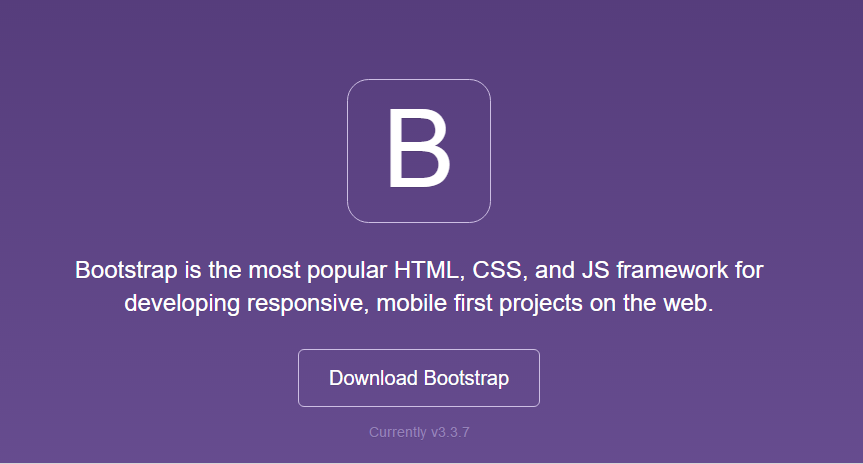 B
Bootstrap is the most popular HTML, CSS, and JS framework for
developing responsive, mobile first projects on the web.
Download Bootstrap
Currently v3.3.7